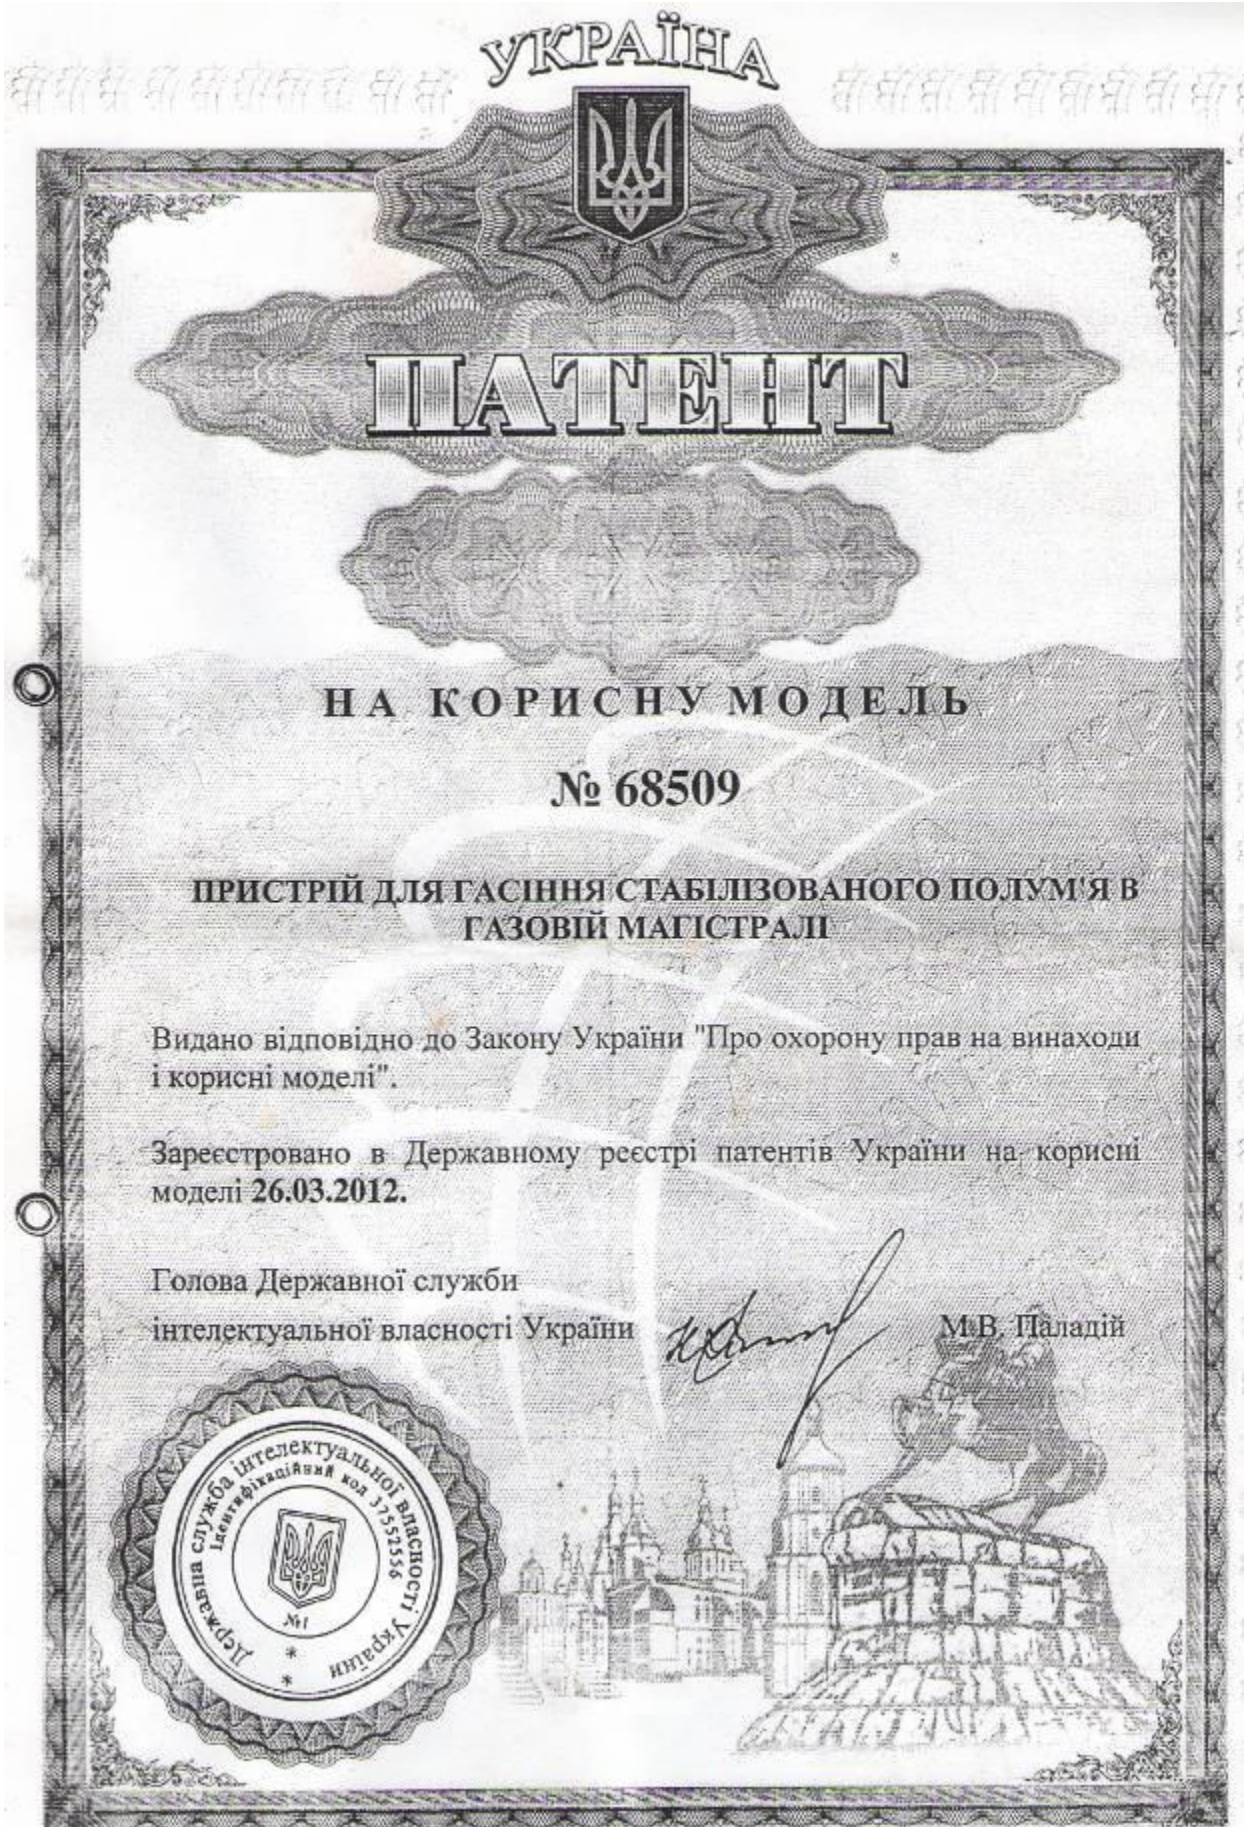 УКРАЇНА
ПАТЕНТ
НА КОРИСНУ МОДЕЛЬ
№ 68509
ПРИСТРІЙ ДЛЯ ГАСІННЯ СТАБІЛІЗОВАНОГО ПОЛУМ'Я В
ГАЗОВІЙ МАГІСТРАЛІ
Видано відповідно до Закону України "Про охорону прав на винаходи
і корисні моделі".
Зареєстровано в Державному реєстрі патентів України на корисні
моделі 26.03.2012.
Голова Державної служби
інтелектуальної власності України
М.В. Паладій
Державна служба інтелектуальної власності України
Ідентифікаційний код 37552556
№1